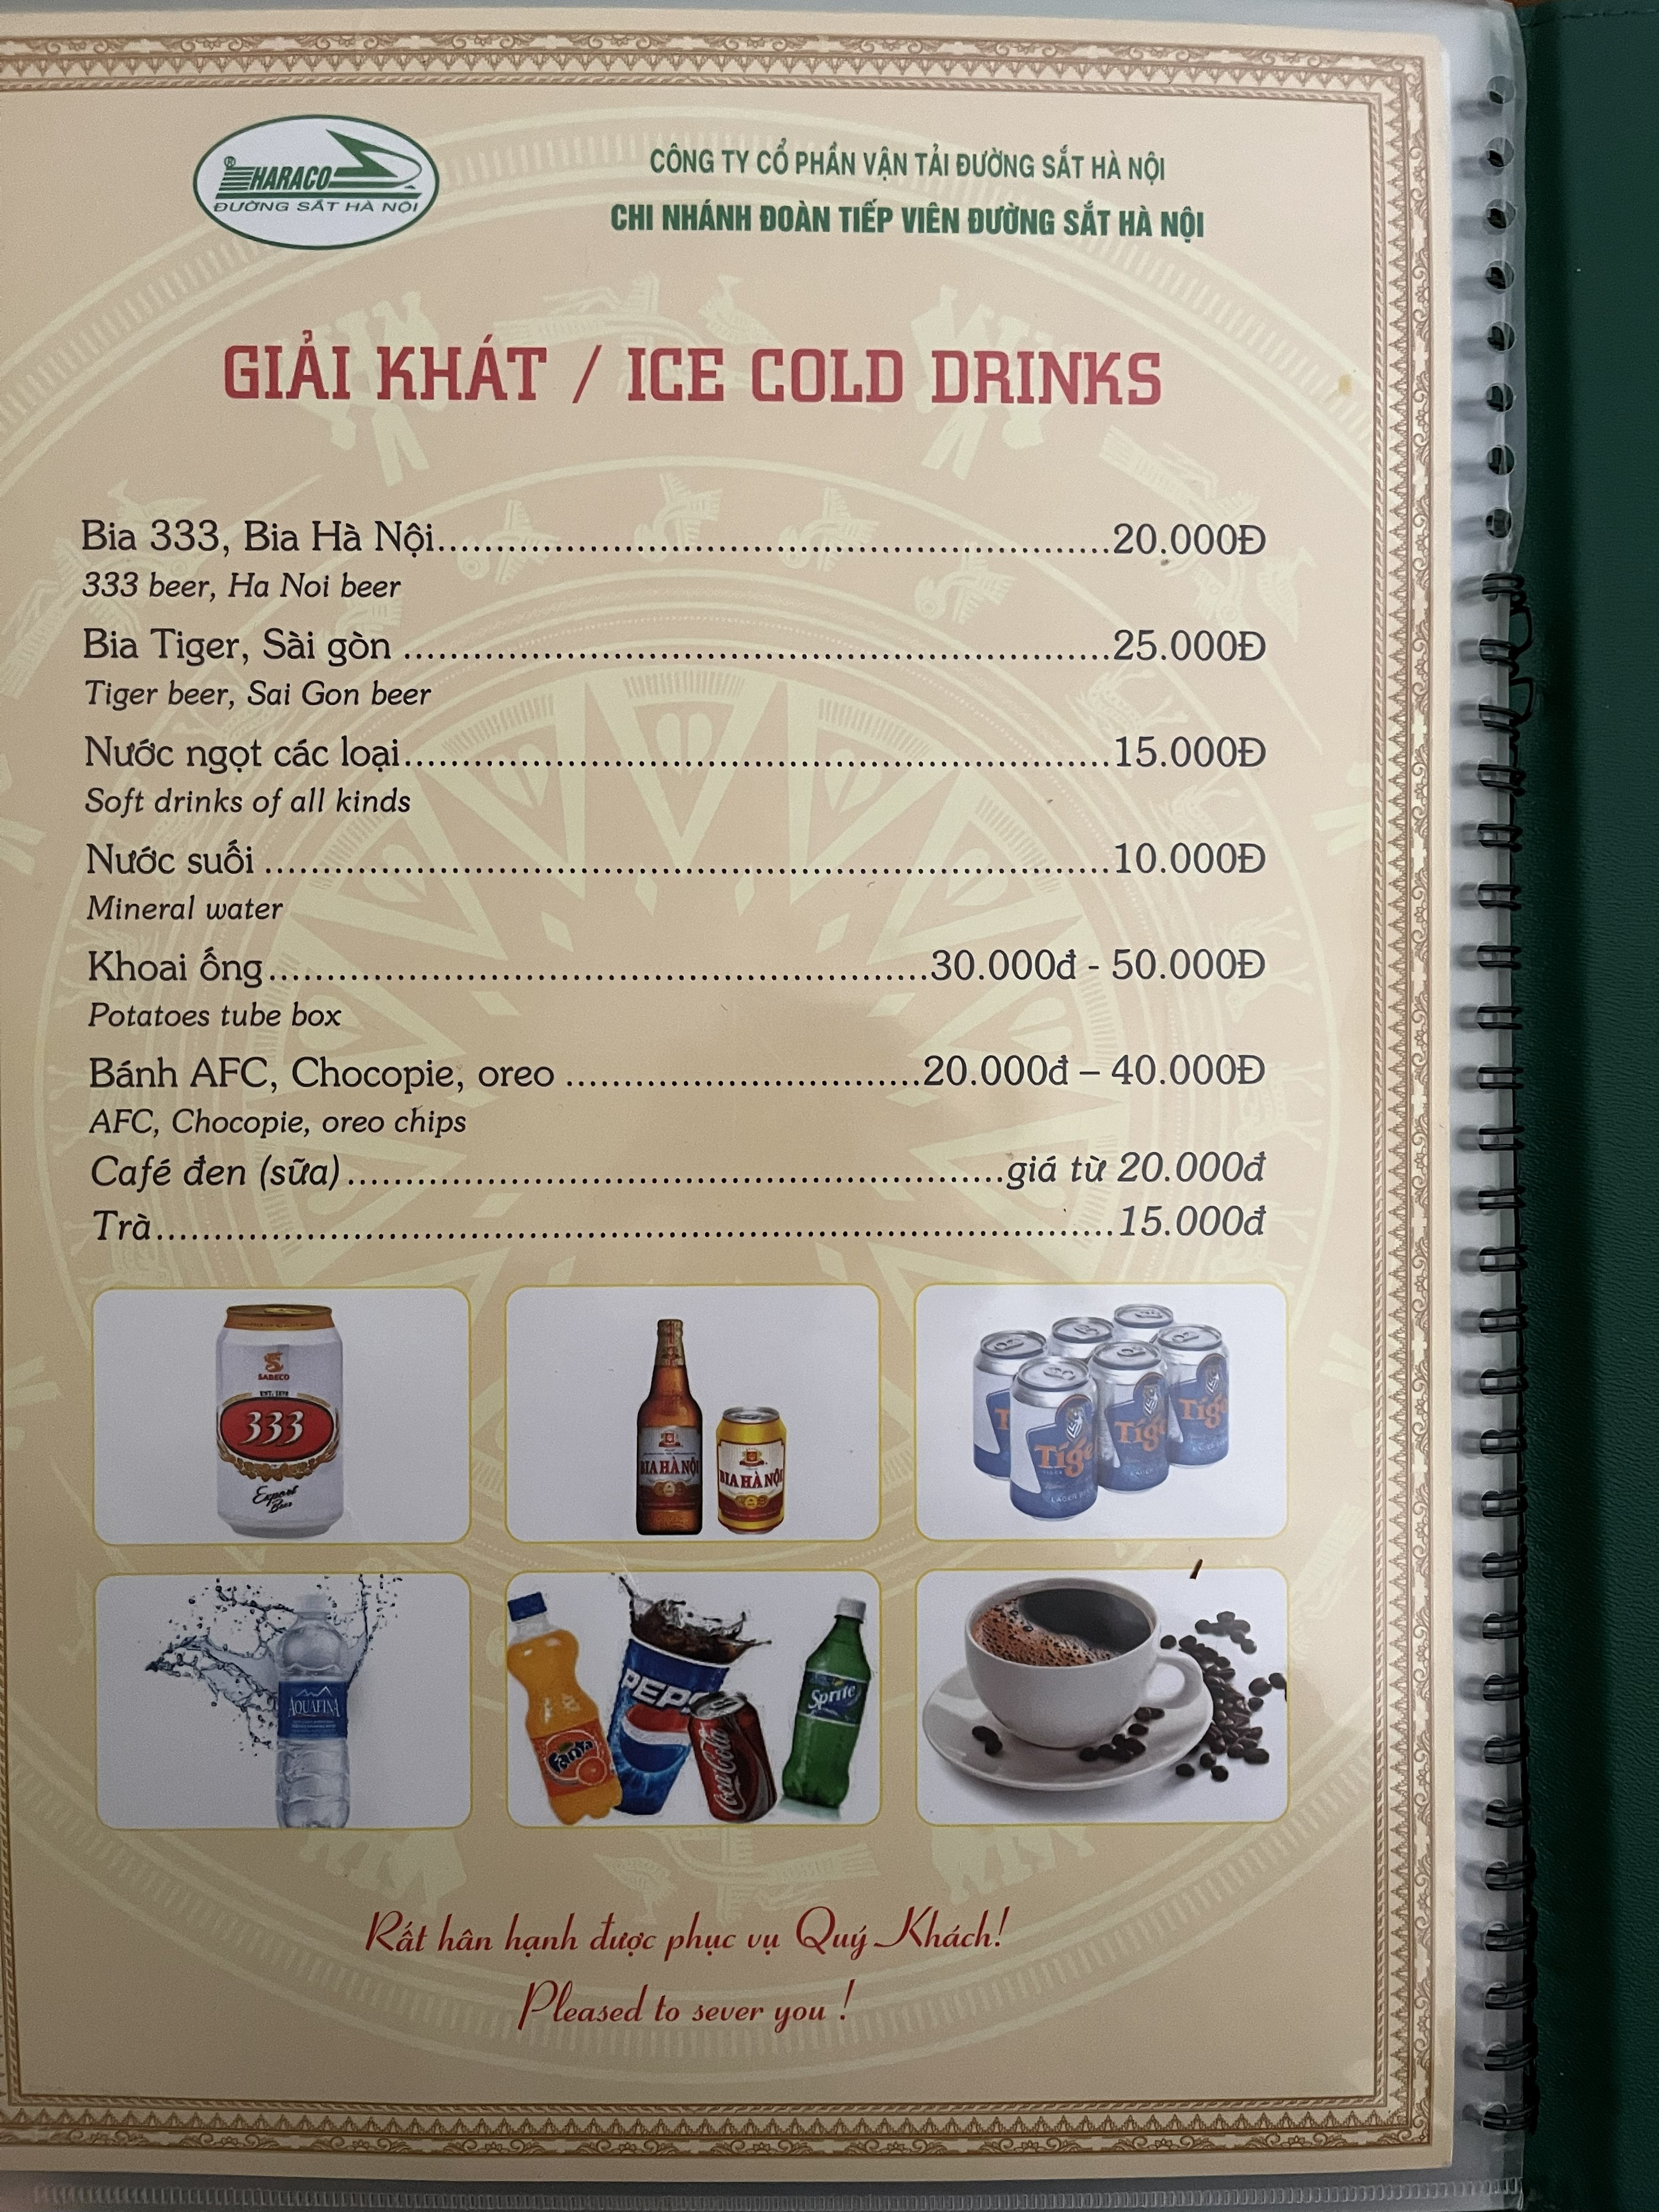 HARACO
ĐƯỜNG SẮT HÀ NỘI
CÔNG TY CỔ PHẦN VẬN TẢI ĐƯỜNG SẮT HÀ NỘI
CHI NHÁNH ĐOÀN TIẾP VIÊN ĐƯỜNG SẮT HÀ NỘI
GIẢI KHÁT / ICE COLD DRINKS
Bia 333, Bia Hà Nội..........20.000Đ
333 beer, Ha Noi beer
Bia Tiger, Sài gòn ..........25.000Đ
Tiger beer, Sai Gon beer
Nước ngọt các loại..........15.000Đ
Soft drinks of all kinds
Nước suối ..........10.000Đ
Mineral water
Khoai ống..........30.000đ - 50.000Đ
Potatoes tube box
Bánh AFC, Chocopie, oreo ..........20.000đ – 40.000Đ
AFC, Chocopie, oreo chips
Café đen (sữa)..........giá từ 20.000đ
Trà..........15.000đ
SABECO
333
Export
Beer
BIA HÀ NỘI
BIA HÀ NỘI
Tige
Tige
Tige
AQUAFINA
Fanta
PEPS
Coca-Cola
Sprite
Rất hân hạnh được phục vụ Quý Khách!
Pleased to sever you !